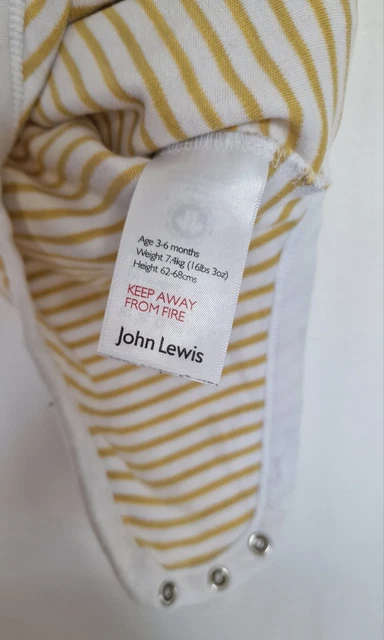 Age 3-6 months
Weight 7.4kg (16lbs 3oz)
Height 62-68cms
KEEP AWAY
FROM FIRE
John Lewis